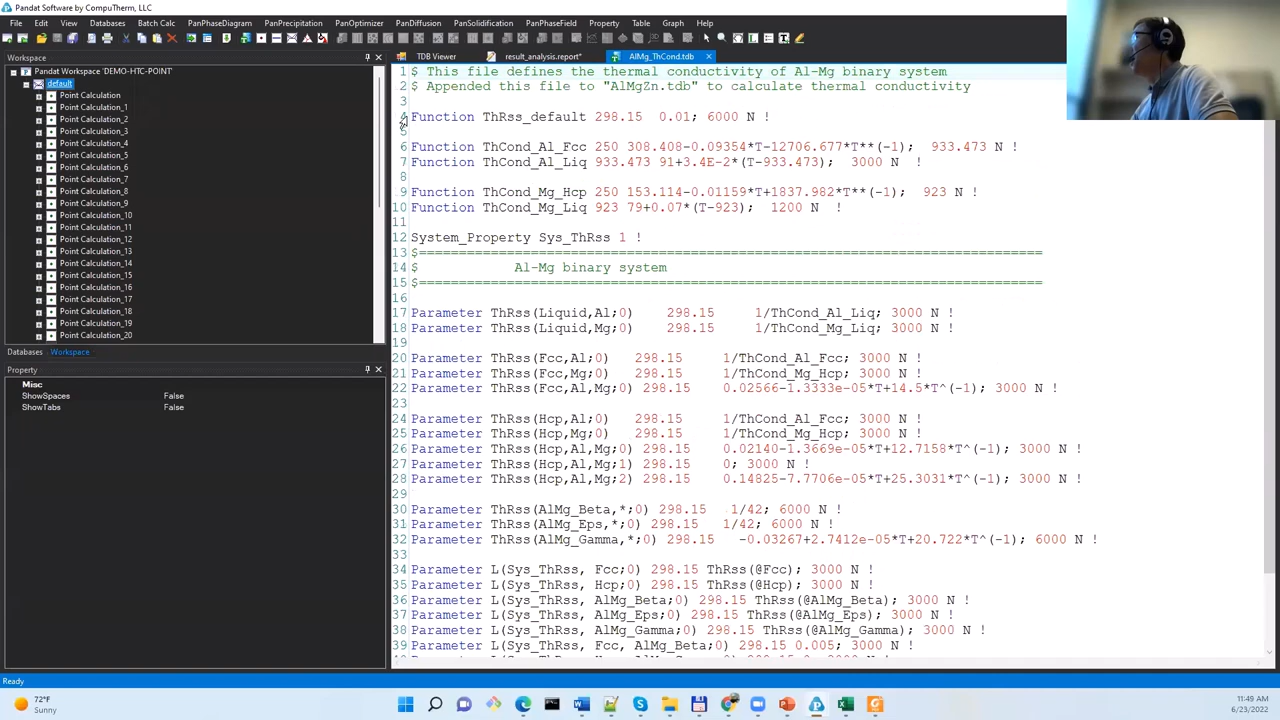 Pandat Software by CompuTherm, LLC
File Edit View Databases Batch Calc PanPhaseDiagram PanPrecipitation PanOptimizer PanDiffusion PanSolidification PanPhaseField Property Table Graph Help
Workspace
Pandat Workspace 'DEMO-HTC-POINT'
default
Point Calculation
Point Calculation_1
Point Calculation_2
Point Calculation_3
Point Calculation_4
Point Calculation_5
Point Calculation_6
Point Calculation_7
Point Calculation_8
Point Calculation_9
Point Calculation_10
Point Calculation_11
Point Calculation_12
Point Calculation_13
Point Calculation_14
Point Calculation_15
Point Calculation_16
Point Calculation_17
Point Calculation_18
Point Calculation_19
Point Calculation_20
Databases Workspace
Property
Misc
ShowSpaces False
ShowTabs False
TDB Viewer result_analysis.report* AlMg_ThCond.tdb
1 $ This file defines the thermal conductivity of Al-Mg binary system
2 $ Appended this file to "AlMgZn.tdb" to calculate thermal conductivity
3
4 Function ThRss_default 298.15 0.01; 6000 N !
5
6 Function ThCond_Al_Fcc 250 308.408-0.09354*T-12706.677*T**(-1); 933.473 N !
7 Function ThCond_Al_Liq 933.473 91+3.4E-2*(T-933.473); 3000 N !
8
9 Function ThCond_Mg_Hcp 250 153.114-0.01159*T+1837.982*T**(-1); 923 N !
10 Function ThCond_Mg_Liq 923 79+0.07*(T-923); 1200 N !
11
12 System_Property Sys_ThRss 1 !
13 $===============================================================================
14 $ Al-Mg binary system
15 $===============================================================================
16
17 Parameter ThRss(Liquid,Al;0) 298.15 1/ThCond_Al_Liq; 3000 N !
18 Parameter ThRss(Liquid,Mg;0) 298.15 1/ThCond_Mg_Liq; 3000 N !
19
20 Parameter ThRss(Fcc,Al;0) 298.15 1/ThCond_Al_Fcc; 3000 N !
21 Parameter ThRss(Fcc,Mg;0) 298.15 1/ThCond_Mg_Hcp; 3000 N !
22 Parameter ThRss(Fcc,Al,Mg;0) 298.15 0.02566-1.3333e-05*T+14.5*T^(-1); 3000 N !
23
24 Parameter ThRss(Hcp,Al;0) 298.15 1/ThCond_Al_Fcc; 3000 N !
25 Parameter ThRss(Hcp,Mg;0) 298.15 1/ThCond_Mg_Hcp; 3000 N !
26 Parameter ThRss(Hcp,Al,Mg;0) 298.15 0.02140-1.3669e-05*T+12.7158*T^(-1); 3000 N !
27 Parameter ThRss(Hcp,Al,Mg;1) 298.15 0; 3000 N !
28 Parameter ThRss(Hcp,Al,Mg;2) 298.15 0.14825-7.7706e-05*T+25.3031*T^(-1); 3000 N !
29
30 Parameter ThRss(AlMg_Beta,*;0) 298.15 1/42; 6000 N !
31 Parameter ThRss(AlMg_Eps,*;0) 298.15 1/42; 6000 N !
32 Parameter ThRss(AlMg_Gamma,*;0) 298.15 -0.03267+2.7412e-05*T+20.722*T^(-1); 6000 N !
33
34 Parameter L(Sys_ThRss, Fcc;0) 298.15 ThRss(@Fcc); 3000 N !
35 Parameter L(Sys_ThRss, Hcp;0) 298.15 ThRss(@Hcp); 3000 N !
36 Parameter L(Sys_ThRss, AlMg_Beta;0) 298.15 ThRss(@AlMg_Beta); 3000 N !
37 Parameter L(Sys_ThRss, AlMg_Eps;0) 298.15 ThRss(@AlMg_Eps); 3000 N !
38 Parameter L(Sys_ThRss, AlMg_Gamma;0) 298.15 ThRss(@AlMg_Gamma); 3000 N !
39 Parameter L(Sys_ThRss, Fcc, AlMg_Beta;0) 298.15 0.005; 3000 N !
Ready
72°F
Sunny
11:49 AM
6/23/2022